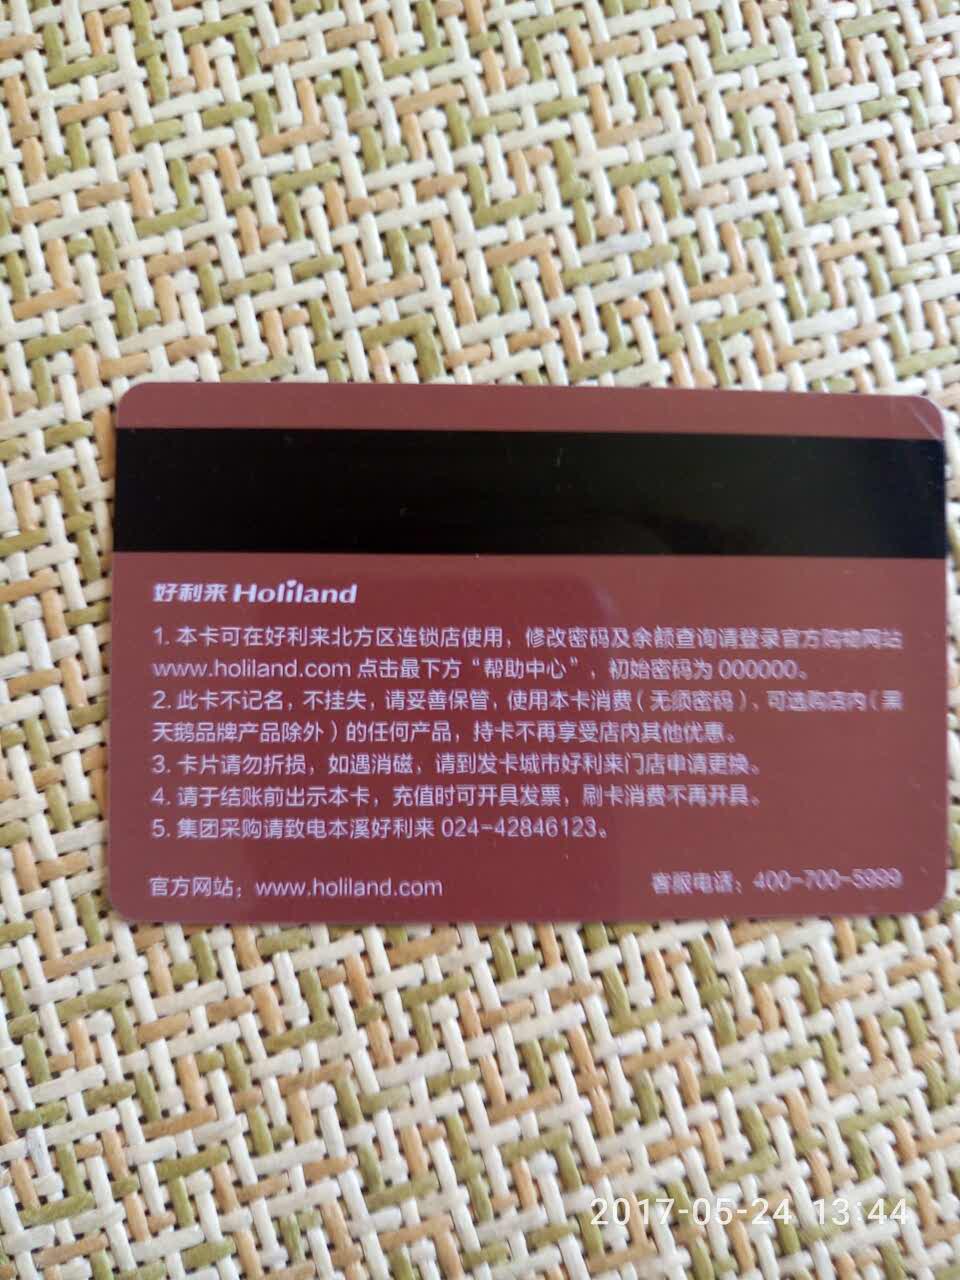 好利来 Holiland
1. 本卡可在好利来北方区连锁店使用，修改密码及余额查询请登录官方购物网站
www.holiland.com 点击最下方“帮助中心”，初始密码为 000000。
2. 此卡不记名，不挂失，请妥善保管，使用本卡消费（无须密码），可选购店内（黑
天鹅品牌产品除外）的任何产品，持卡不再享受店内其他优惠。
3. 卡片请勿折损，如遇消磁，请到发卡城市好利来门店申请更换。
4. 请于结账前出示本卡，充值时可开具发票，刷卡消费不再开具。
5. 集团采购请致电本溪好利来 024-42846123。
官方网站：www.holiland.com
客服电话：400-700-5999
2017-05-24 13:44